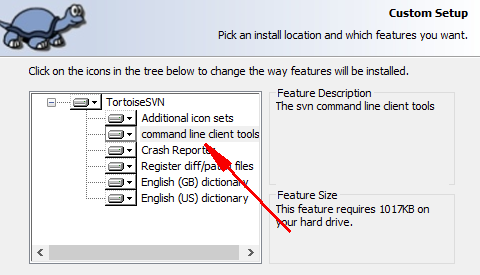 Custom Setup
Pick an install location and which features you want.
Click on the icons in the tree below to change the way features will be installed.
TortoiseSVN
Additional icon sets
command line client tools
Crash Reporter
Register diff/patch files
English (GB) dictionary
English (US) dictionary
Feature Description
The svn command line client tools
Feature Size
This feature requires 1017KB on
your hard drive.